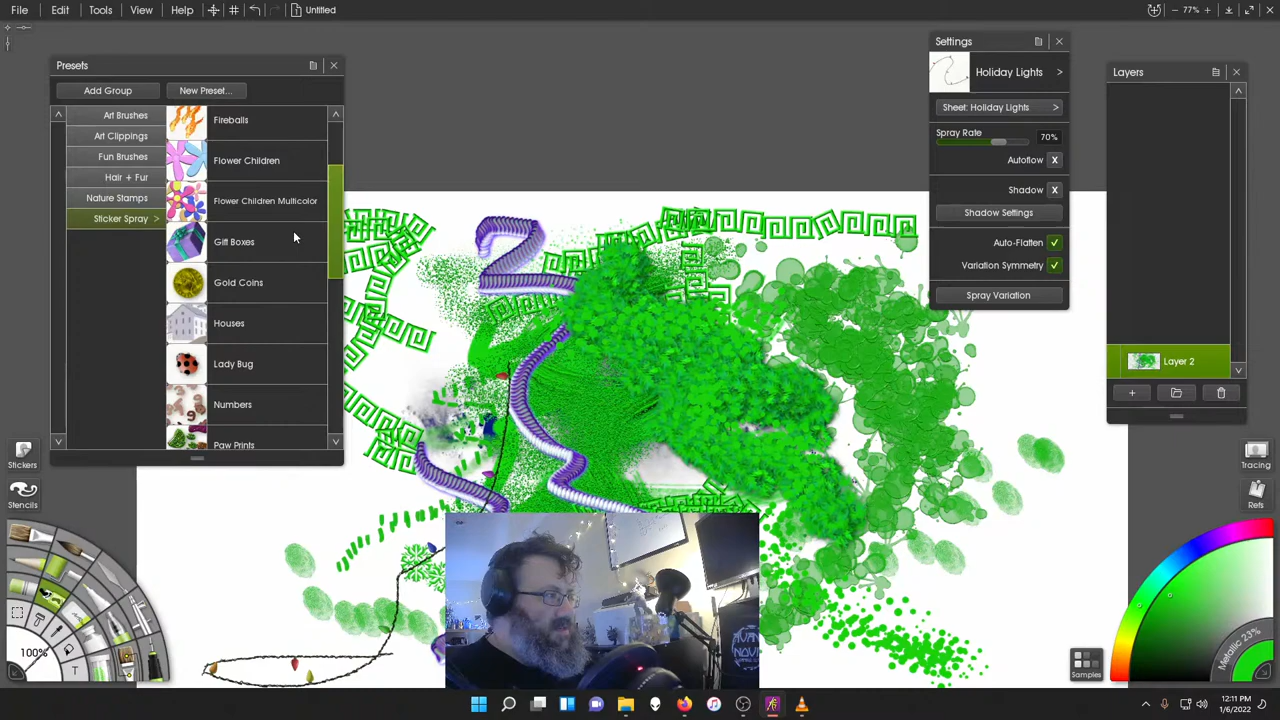 File Edit Tools View Help Untitled 77%
Presets
Add Group New Preset...
Art Brushes
Art Clippings
Fun Brushes
Hair + Fur
Nature Stamps
Sticker Spray >
Fireballs
Flower Children
Flower Children Multicolor
Gift Boxes
Gold Coins
Houses
Lady Bug
Numbers
Paw Prints
Settings
Holiday Lights >
Sheet: Holiday Lights >
Spray Rate
70%
Autoflow X
Shadow X
Shadow Settings
Auto-Flatten
Variation Symmetry
Spray Variation
Layers
Layer 2
Stickers
Stencils
100%
Tracing
Refs
Metallic 23%
Samples
12:11 PM
1/6/2022